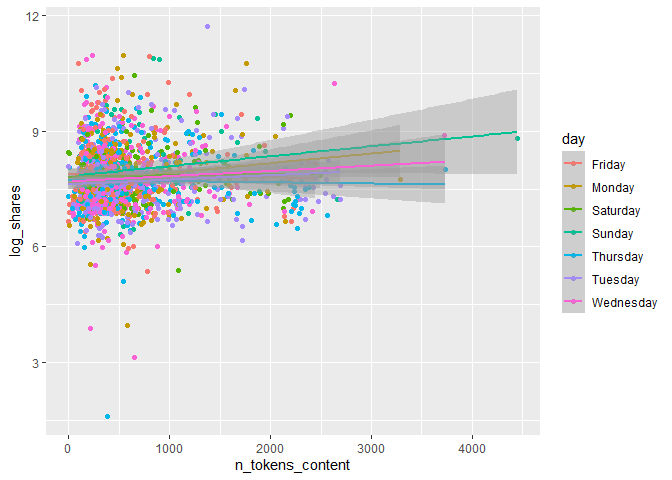 12
9
6
3
log_shares
0
1000
2000
3000
4000
n_tokens_content
day
Friday
Monday
Saturday
Sunday
Thursday
Tuesday
Wednesday